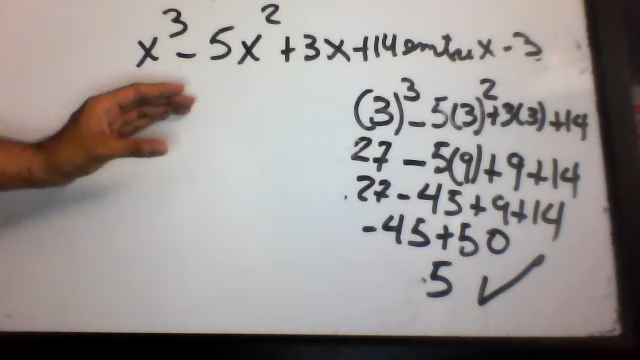 x³ - 5x² + 3x + 14 entre x - 3
(3)³ - 5(3)² + 3(3) + 14
27 - 5(9) + 9 + 14
27 - 45 + 9 + 14
-45 + 50
5 ✓